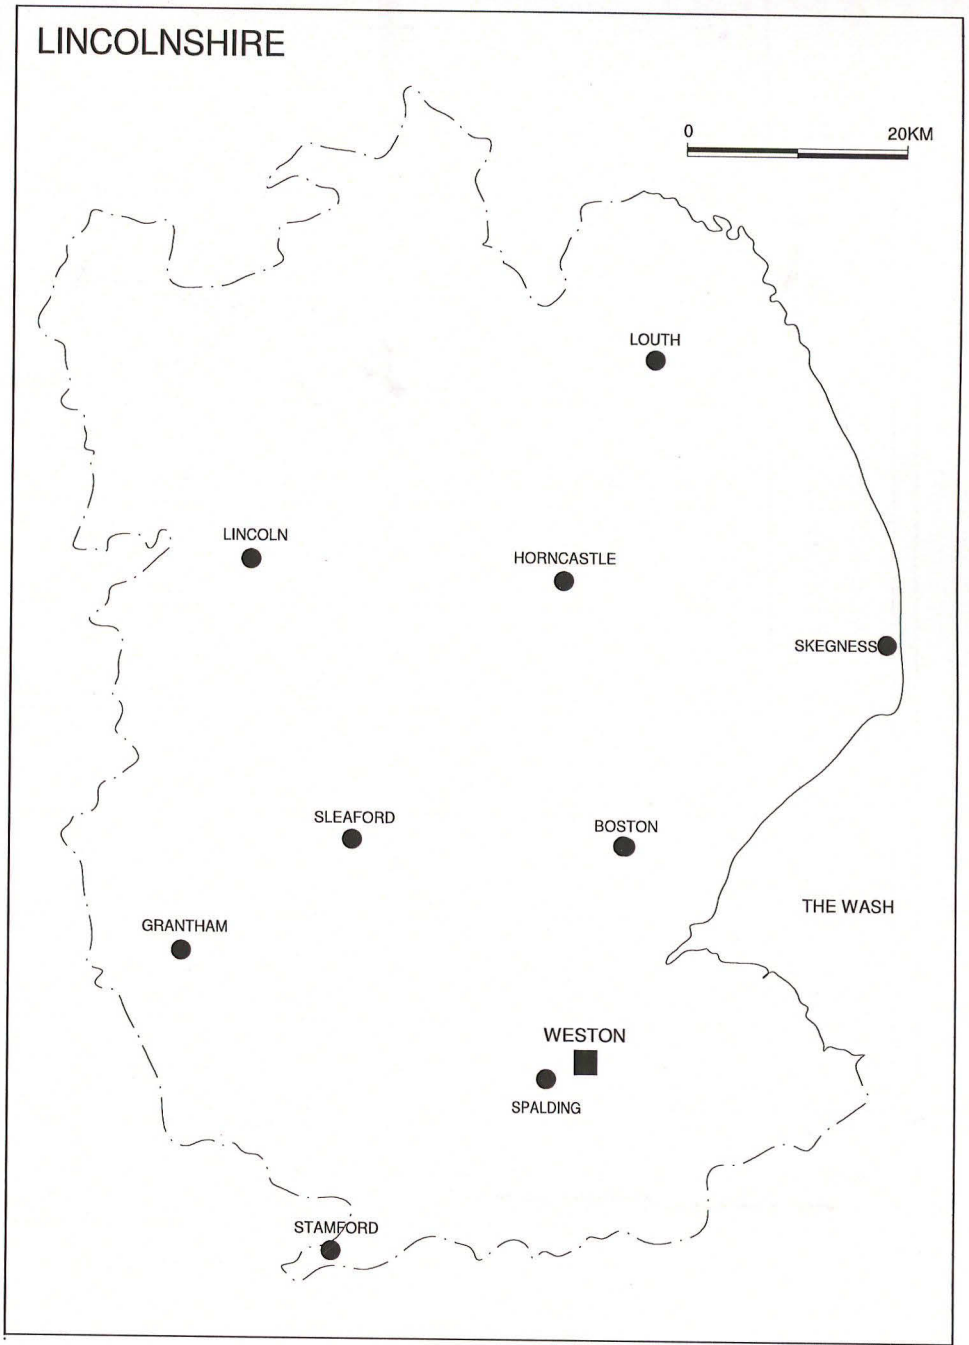 LINCOLNSHIRE
0 20KM
LOUTH
LINCOLN
HORNCASTLE
SKEGNESS
SLEAFORD
BOSTON
THE WASH
GRANTHAM
WESTON
SPALDING
STAMFORD